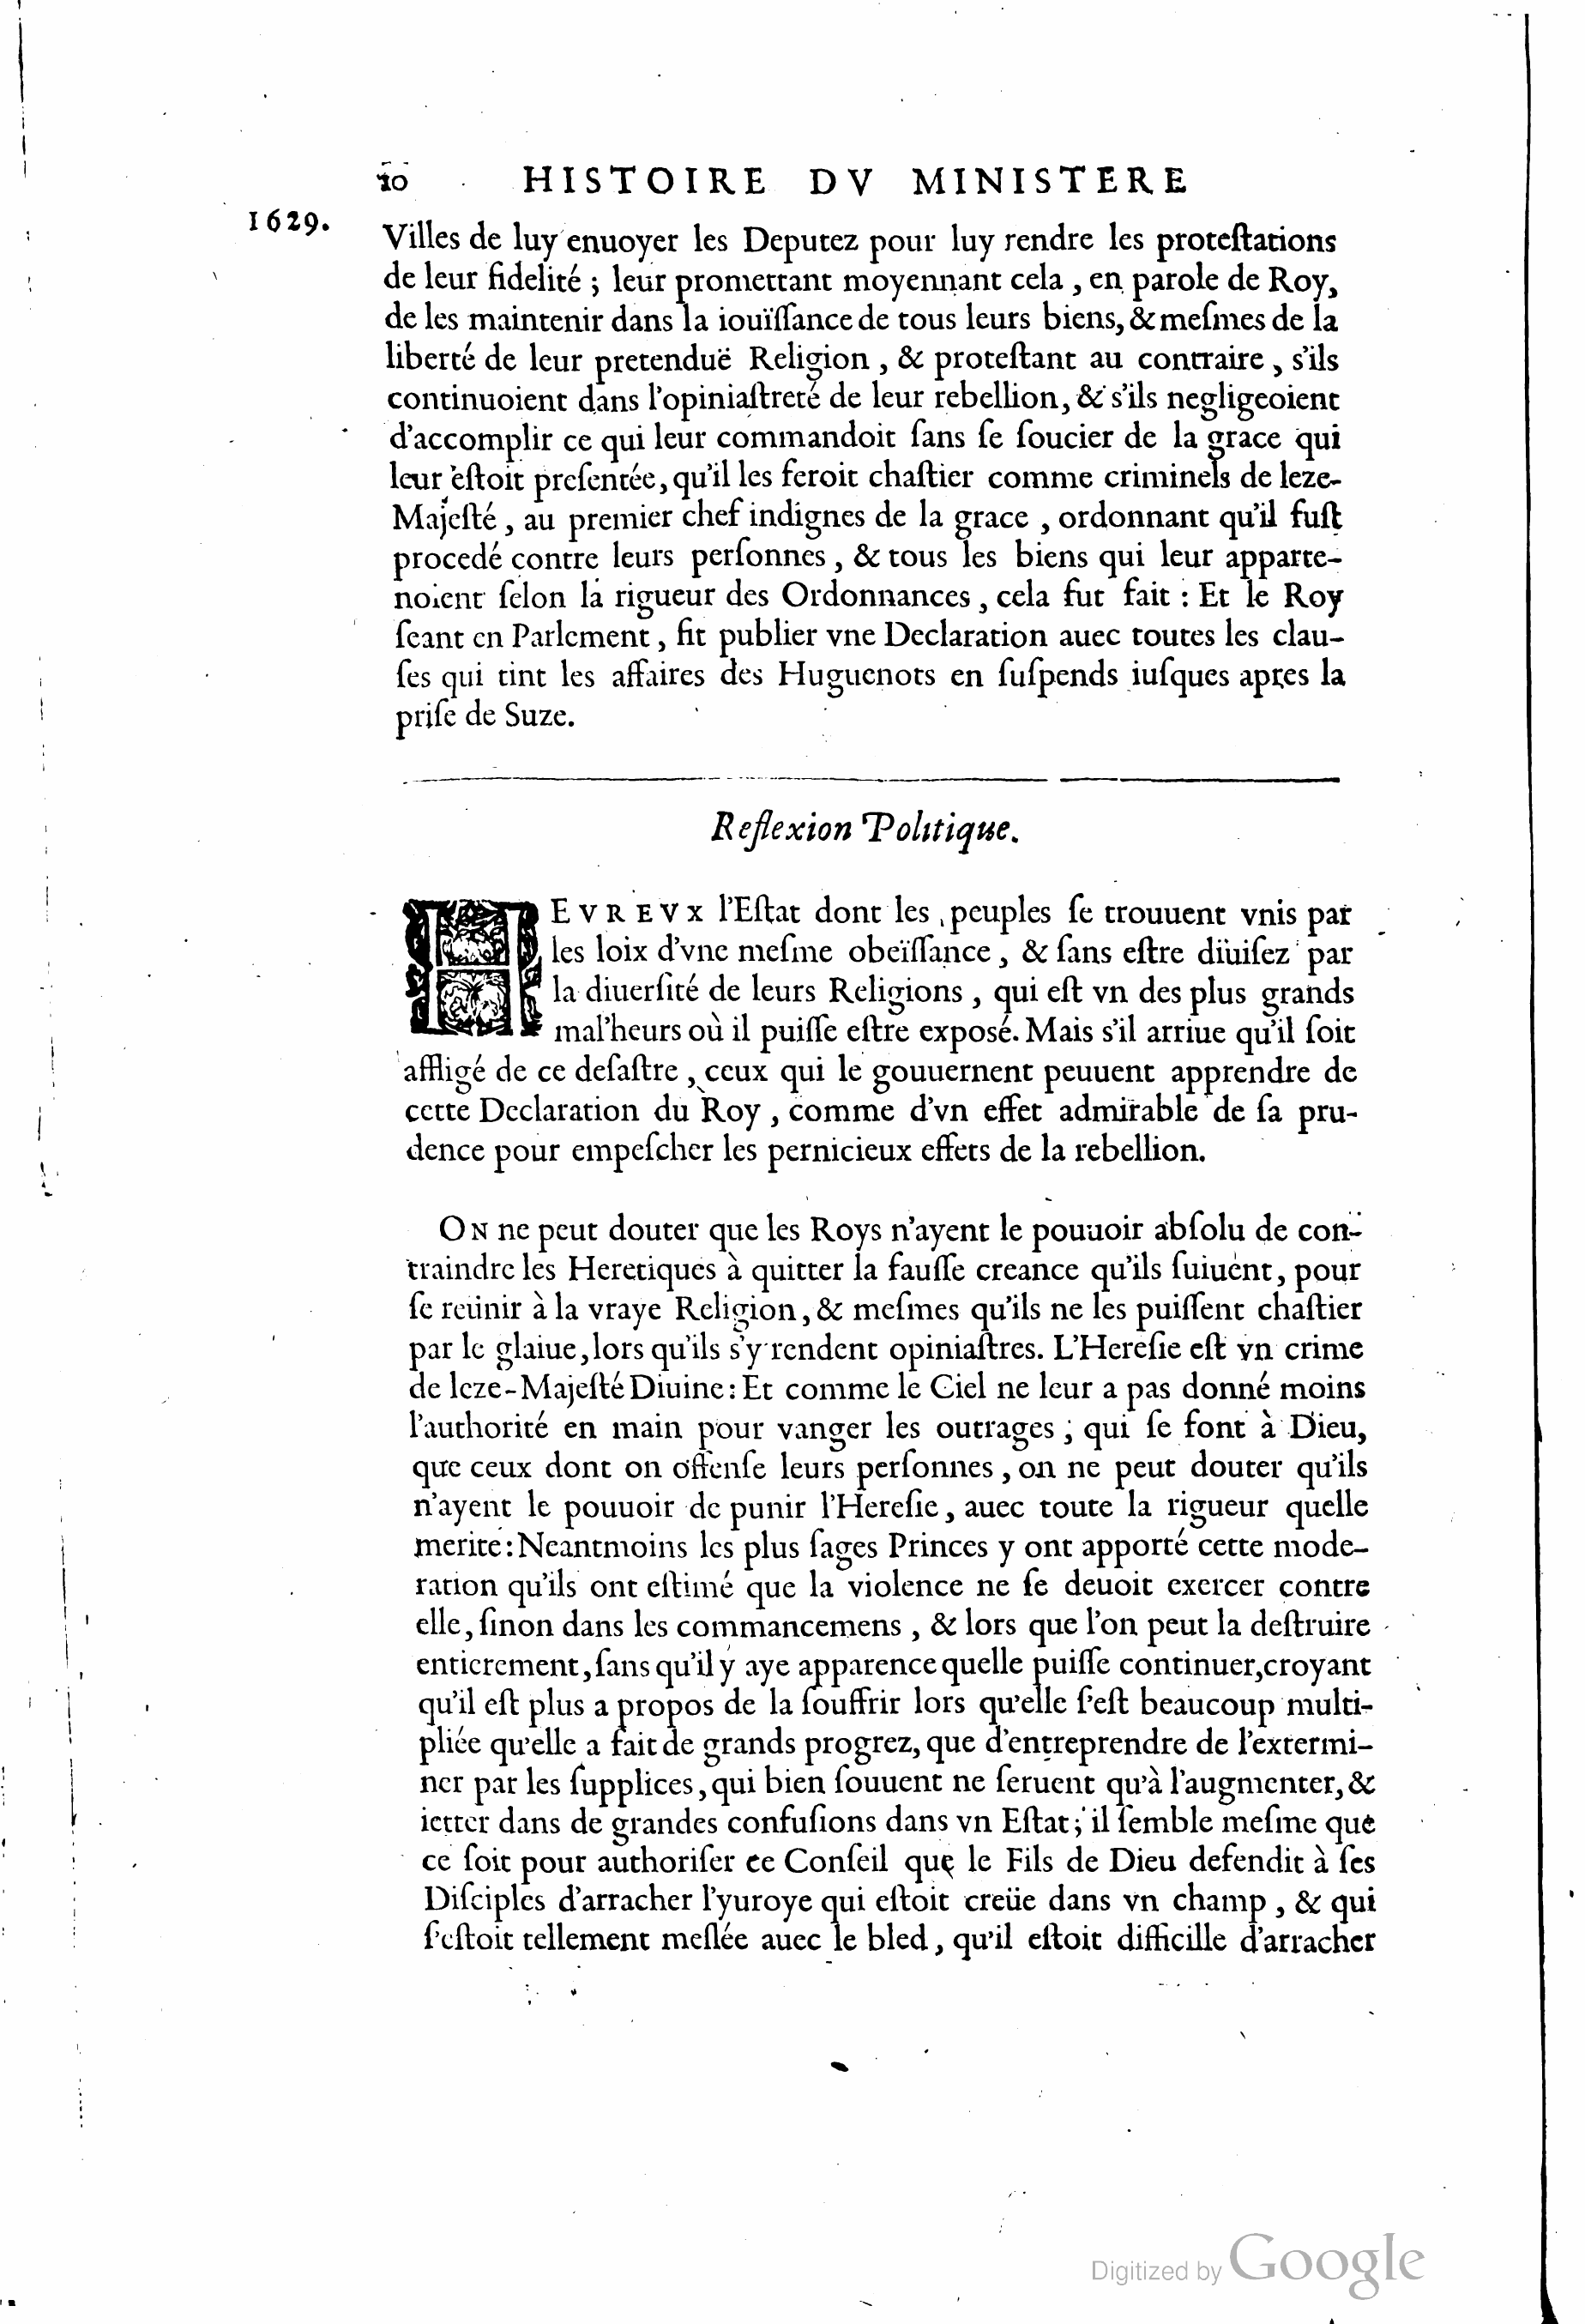 10 HISTOIRE DV MINISTERE
1629.
Villes de luy enuoyer les Deputez pour luy rendre les proteſtations
de leur fidelité ; leur promettant moyennant cela , en parole de Roy,
de les maintenir dans la iouïſſance de tous leurs biens, & meſmes de la
liberté de leur pretenduë Religion , & proteſtant au contraire , s'ils
continuoient dans l'opiniaſtreté de leur rebellion, & s'ils negligeoient
d'accomplir ce qui leur commandoit ſans ſe ſoucier de la grace qui
leur eſtoit preſentée, qu'il les feroit chaſtier comme criminels de leze-
Majeſté , au premier chef indignes de la grace , ordonnant qu'il fuſt
procedé contre leurs perſonnes , & tous les biens qui leur apparte-
noient ſelon la rigueur des Ordonnances , cela fut fait : Et le Roy
ſeant en Parlement , fit publier vne Declaration auec toutes les clau-
ſes qui tint les affaires des Huguenots en ſuſpends iuſques apres la
priſe de Suze.
Reflexion Politique.
HEVREVX l'Eſtat dont les peuples ſe trouuent vnis par
les loix d'vne meſme obeïſſance , & ſans eſtre diuiſez par
la diuerſité de leurs Religions , qui eſt vn des plus grands
mal'heurs où il puiſſe eſtre exposé. Mais s'il arriue qu'il ſoit
affligé de ce deſaſtre , ceux qui le gouuernent peuuent apprendre de
cette Declaration du Roy , comme d'vn effet admirable de ſa pru-
dence pour empeſcher les pernicieux effets de la rebellion.
ON ne peut douter que les Roys n'ayent le pouuoir abſolu de con-
traindre les Heretiques à quitter la fauſſe creance qu'ils ſuiuent, pour
ſe reünir à la vraye Religion, & meſmes qu'ils ne les puiſſent chaſtier
par le glaiue, lors qu'ils s'y rendent opiniaſtres. L'Hereſie eſt vn crime
de leze-Majeſté Diuine : Et comme le Ciel ne leur a pas donné moins
l'authorité en main pour vanger les outrages ; qui ſe font à Dieu,
que ceux dont on offenſe leurs perſonnes , on ne peut douter qu'ils
n'ayent le pouuoir de punir l'Hereſie, auec toute la rigueur quelle
merite : Neantmoins les plus ſages Princes y ont apporté cette mode-
ration qu'ils ont eſtimé que la violence ne ſe deuoit exercer contre
elle, ſinon dans les commancemens , & lors que l'on peut la deſtruire
entierement, ſans qu'il y aye apparence quelle puiſſe continuer, croyant
qu'il eſt plus a propos de la ſouffrir lors qu'elle ſ'eſt beaucoup multi-
pliée qu'elle a fait de grands progrez, que d'entreprendre de l'extermi-
ner par les ſupplices, qui bien ſouuent ne ſeruent qu'à l'augmenter, &
ietter dans de grandes confuſions dans vn Eſtat ; il ſemble meſme que
ce ſoit pour authoriſer ce Conſeil que le Fils de Dieu defendit à ſes
Diſciples d'arracher l'yuroye qui eſtoit creüe dans vn champ , & qui
ſ'eſtoit tellement meſlée auec le bled, qu'il eſtoit difficille d'arracher
Digitized by Google